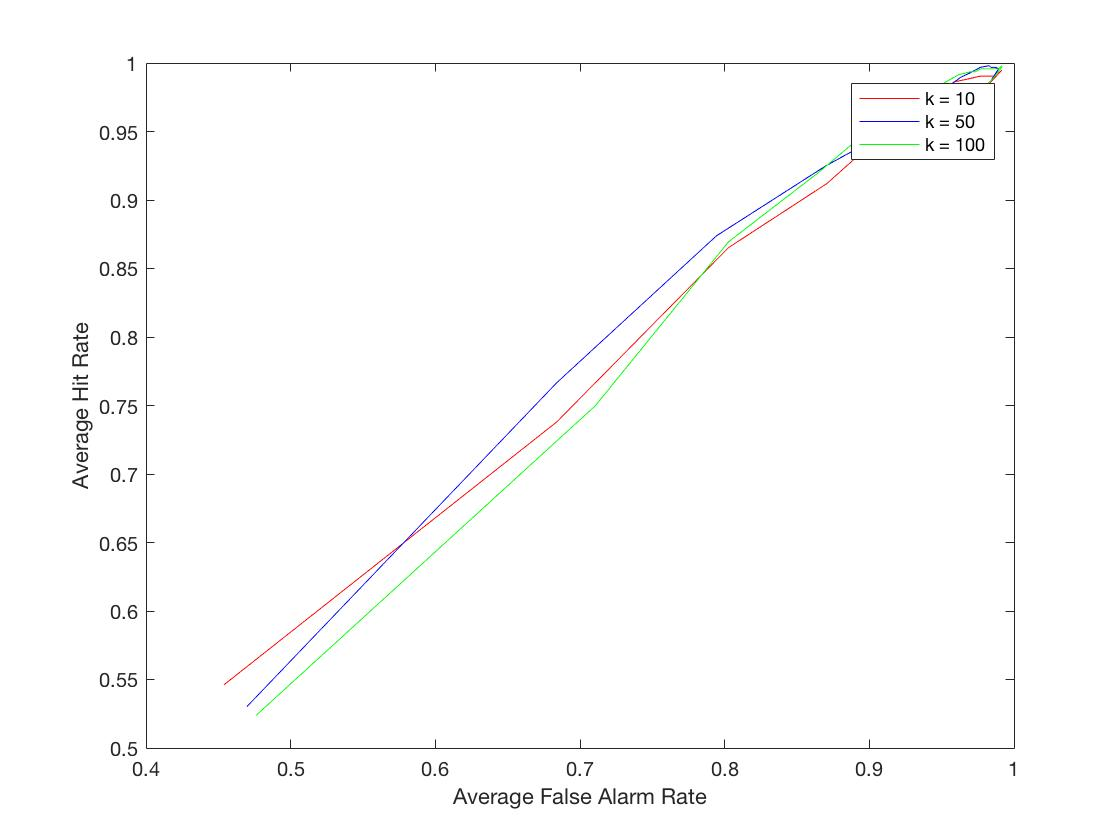 1
0.95
0.9
0.85
0.8
0.75
0.7
0.65
0.6
0.55
0.5
Average Hit Rate
k = 10
k = 50
k = 100
0.4 0.5 0.6 0.7 0.8 0.9 1
Average False Alarm Rate